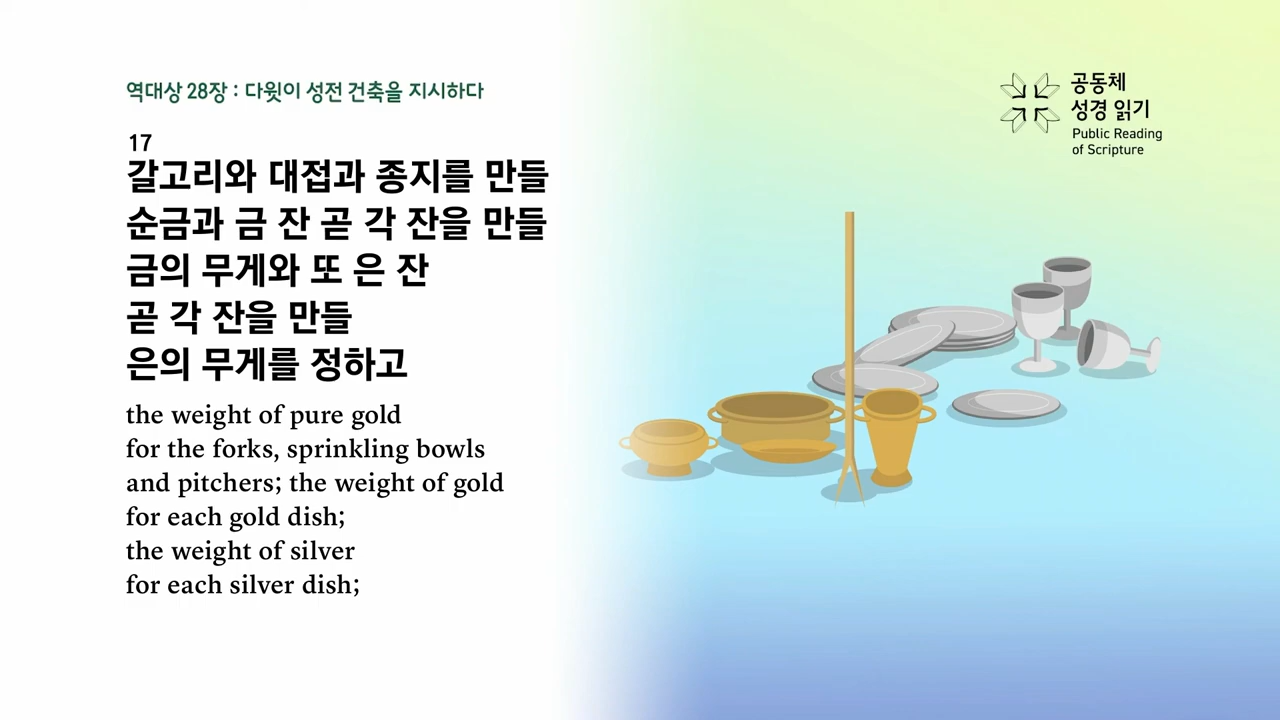 역대상 28장 : 다윗이 성전 건축을 지시하다
17
갈고리와 대접과 종지를 만들
순금과 금 잔 곧 각 잔을 만들
금의 무게와 또 은 잔
곧 각 잔을 만들
은의 무게를 정하고
the weight of pure gold
for the forks, sprinkling bowls
and pitchers; the weight of gold
for each gold dish;
the weight of silver
for each silver dish;
공동체
성경 읽기
Public Reading
of Scripture